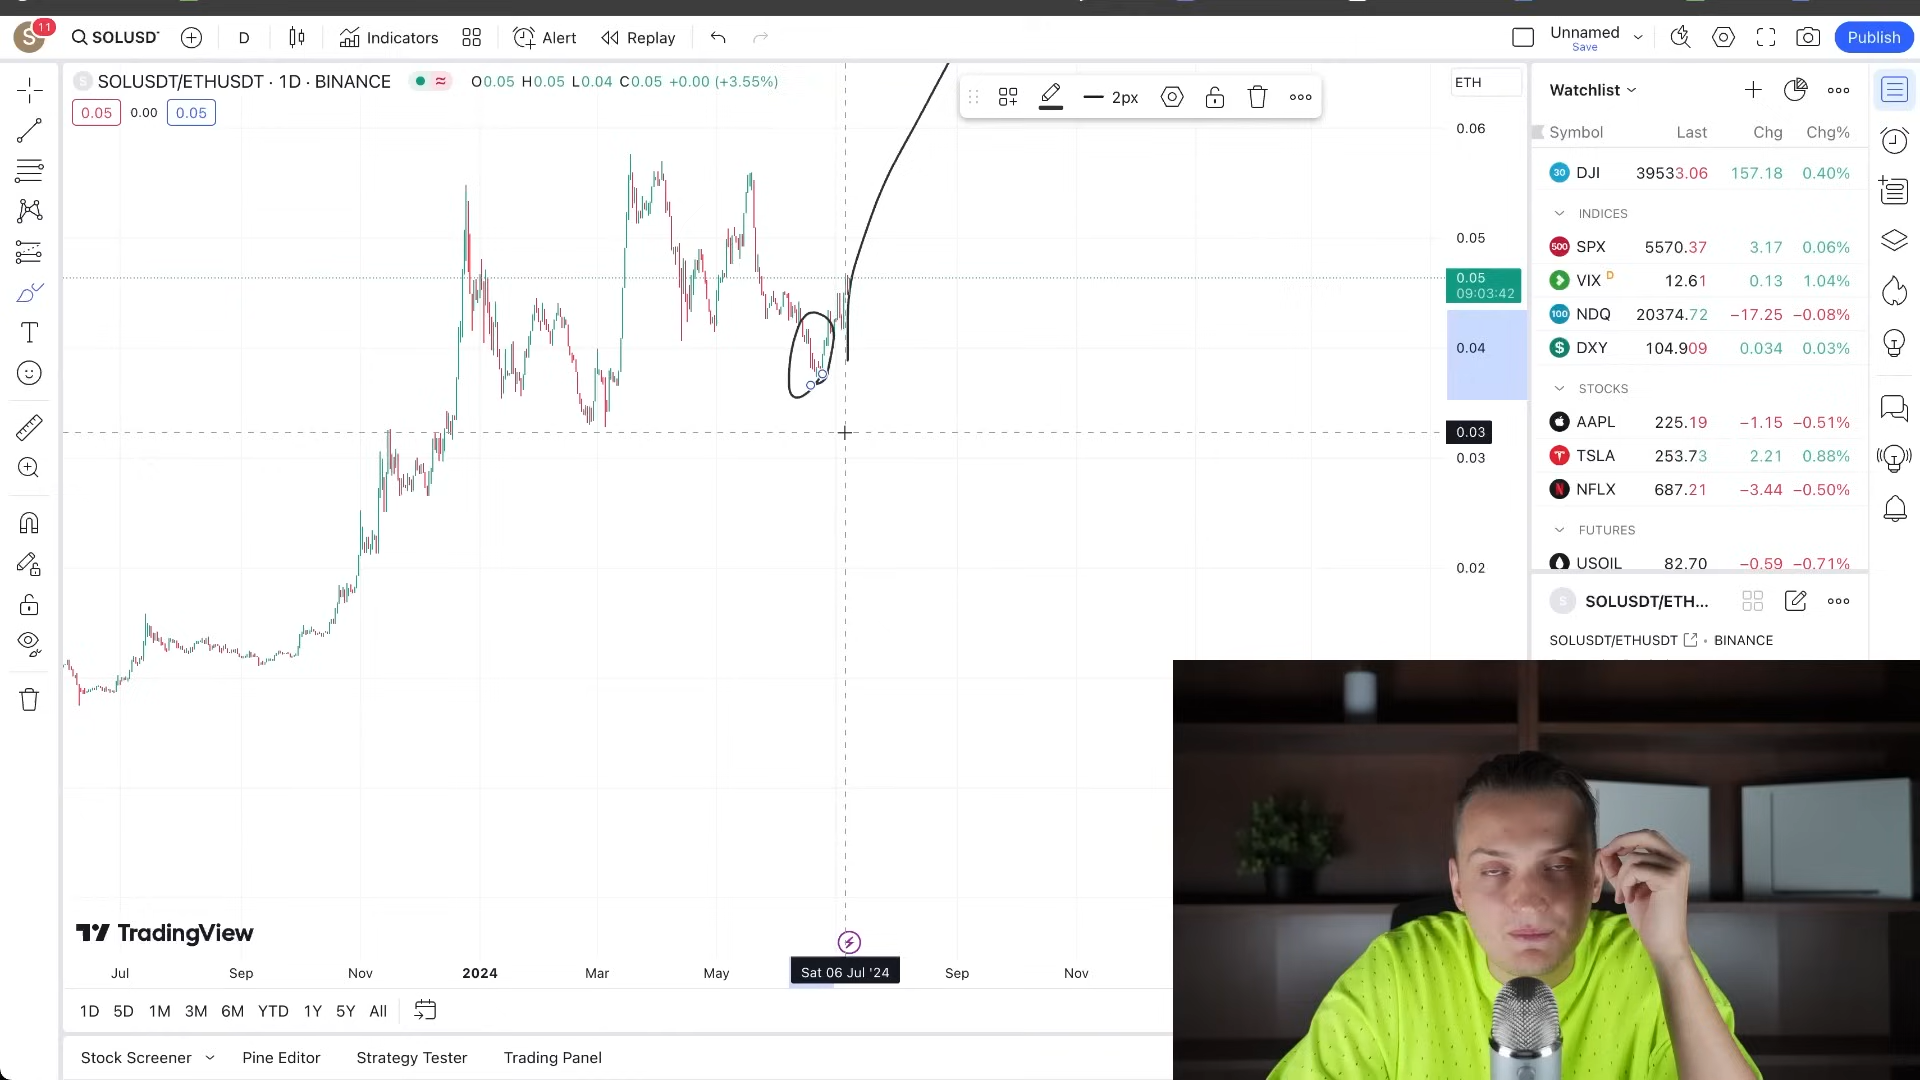 S 11 SOLUSD D Indicators Alert Replay Unnamed Save Publish
SOLUSDT/ETHUSDT · 1D · BINANCE O0.05 H0.05 L0.04 C0.05 +0.00 (+3.55%)
0.05 0.00 0.05
2px
ETH
0.06
0.05
0.05
09:03:42
0.04
0.03
0.03
0.02
TradingView
Jul Sep Nov 2024 Mar May Sat 06 Jul '24 Sep Nov
1D 5D 1M 3M 6M YTD 1Y 5Y All
Stock Screener Pine Editor Strategy Tester Trading Panel
Watchlist
Symbol Last Chg Chg%
30 DJI 39533.06 157.18 0.40%
INDICES
500 SPX 5570.37 3.17 0.06%
VIX D 12.61 0.13 1.04%
100 NDQ 20374.72 −17.25 −0.08%
$ DXY 104.909 0.034 0.03%
STOCKS
AAPL 225.19 −1.15 −0.51%
TSLA 253.73 2.21 0.88%
NFLX 687.21 −3.44 −0.50%
FUTURES
USOIL 82.70 −0.59 −0.71%
S SOLUSDT/ETH...
SOLUSDT/ETHUSDT • BINANCE